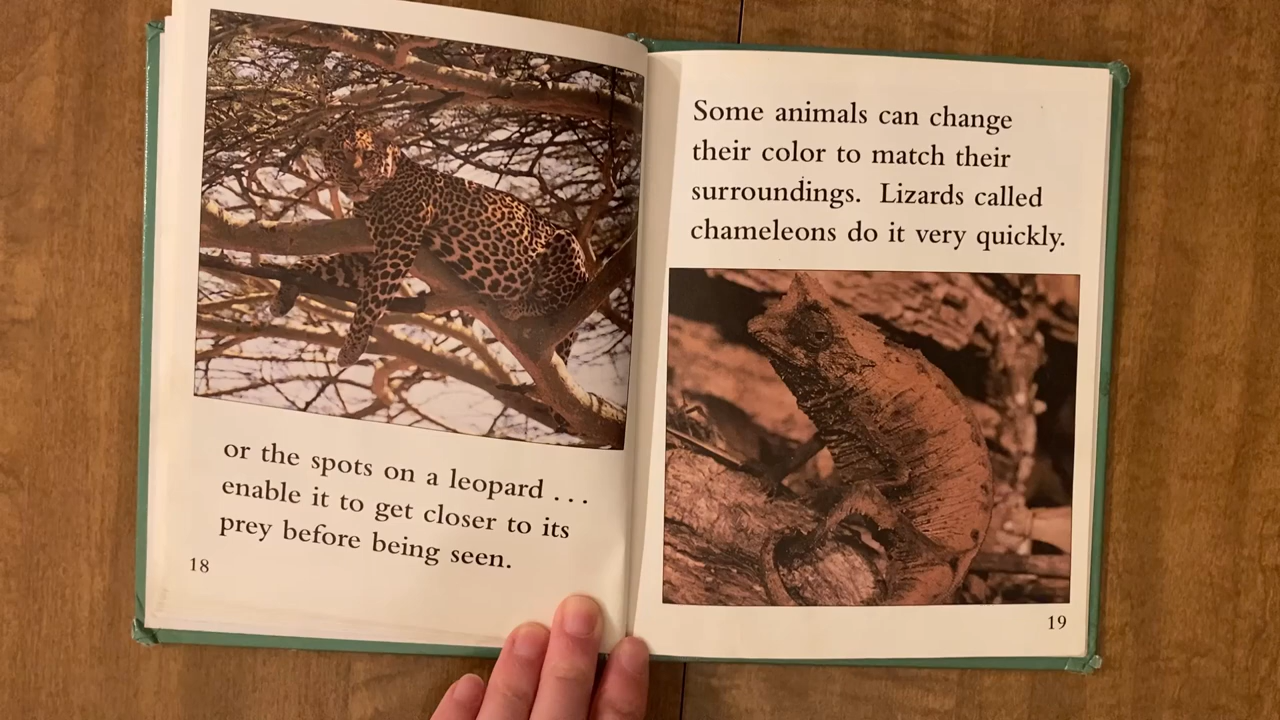 or the spots on a leopard . . .
enable it to get closer to its
prey before being seen.
18
Some animals can change
their color to match their
surroundings. Lizards called
chameleons do it very quickly.
19